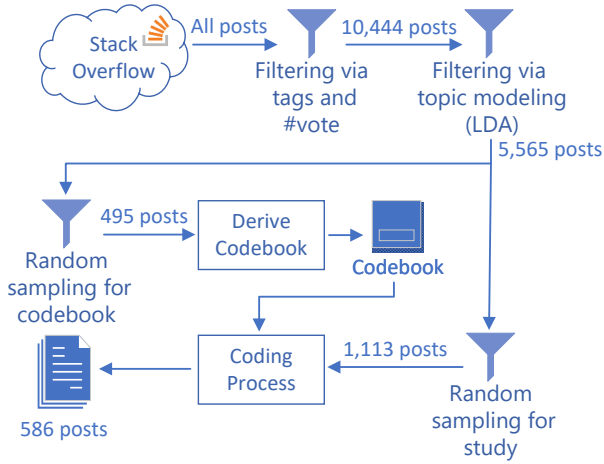 Stack
Overflow
All posts
Filtering via
tags and
#vote
10,444 posts
Filtering via
topic modeling
(LDA)
5,565 posts
Random
sampling for
codebook
495 posts
Derive
Codebook
Codebook
Random
sampling for
study
1,113 posts
Coding
Process
586 posts